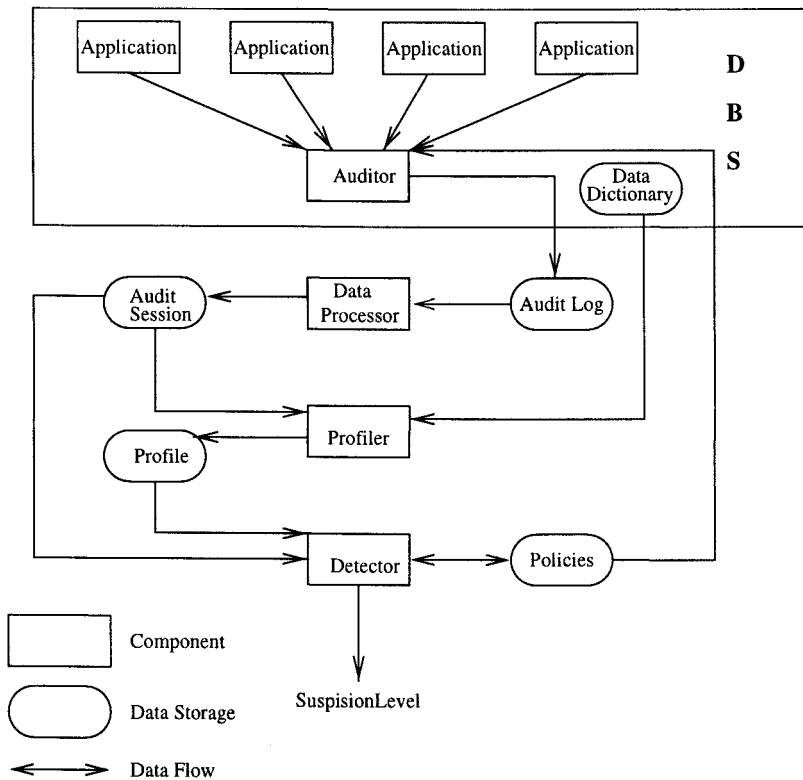 Application Application Application Application
D
B
S
Auditor
Data
Dictionary
Audit
Session
Data
Processor
Audit Log
Profiler
Profile
Detector
Policies
Component
SuspisionLevel
Data Storage
Data Flow